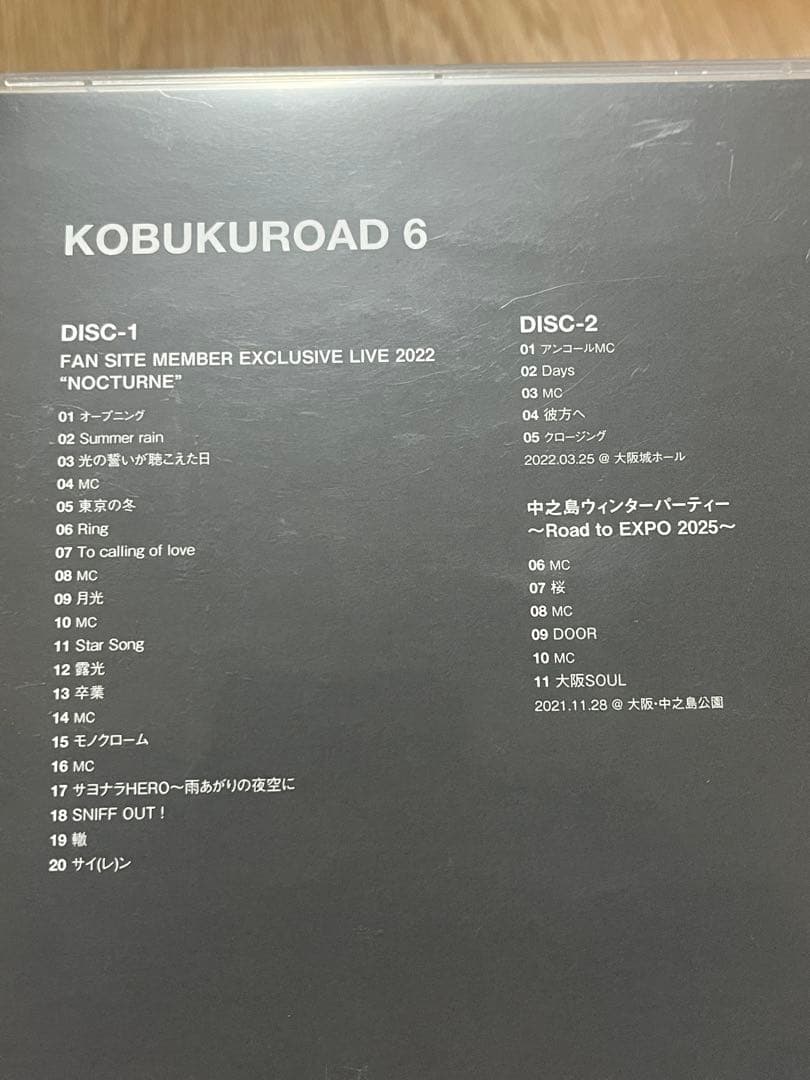 KOBUKUROAD 6
DISC-1
FAN SITE MEMBER EXCLUSIVE LIVE 2022
“NOCTURNE”
01 オープニング
02 Summer rain
03 光の誓いが聴こえた日
04 MC
05 東京の冬
06 Ring
07 To calling of love
08 MC
09 月光
10 MC
11 Star Song
12 露光
13 卒業
14 MC
15 モノクローム
16 MC
17 サヨナラHERO〜雨あがりの夜空に
18 SNIFF OUT！
19 轍
20 サイ(レ)ン
DISC-2
01 アンコールMC
02 Days
03 MC
04 彼方へ
05 クロージング
2022.03.25 @ 大阪城ホール
中之島ウィンターパーティー
〜Road to EXPO 2025〜
06 MC
07 桜
08 MC
09 DOOR
10 MC
11 大阪SOUL
2021.11.28 @ 大阪・中之島公園